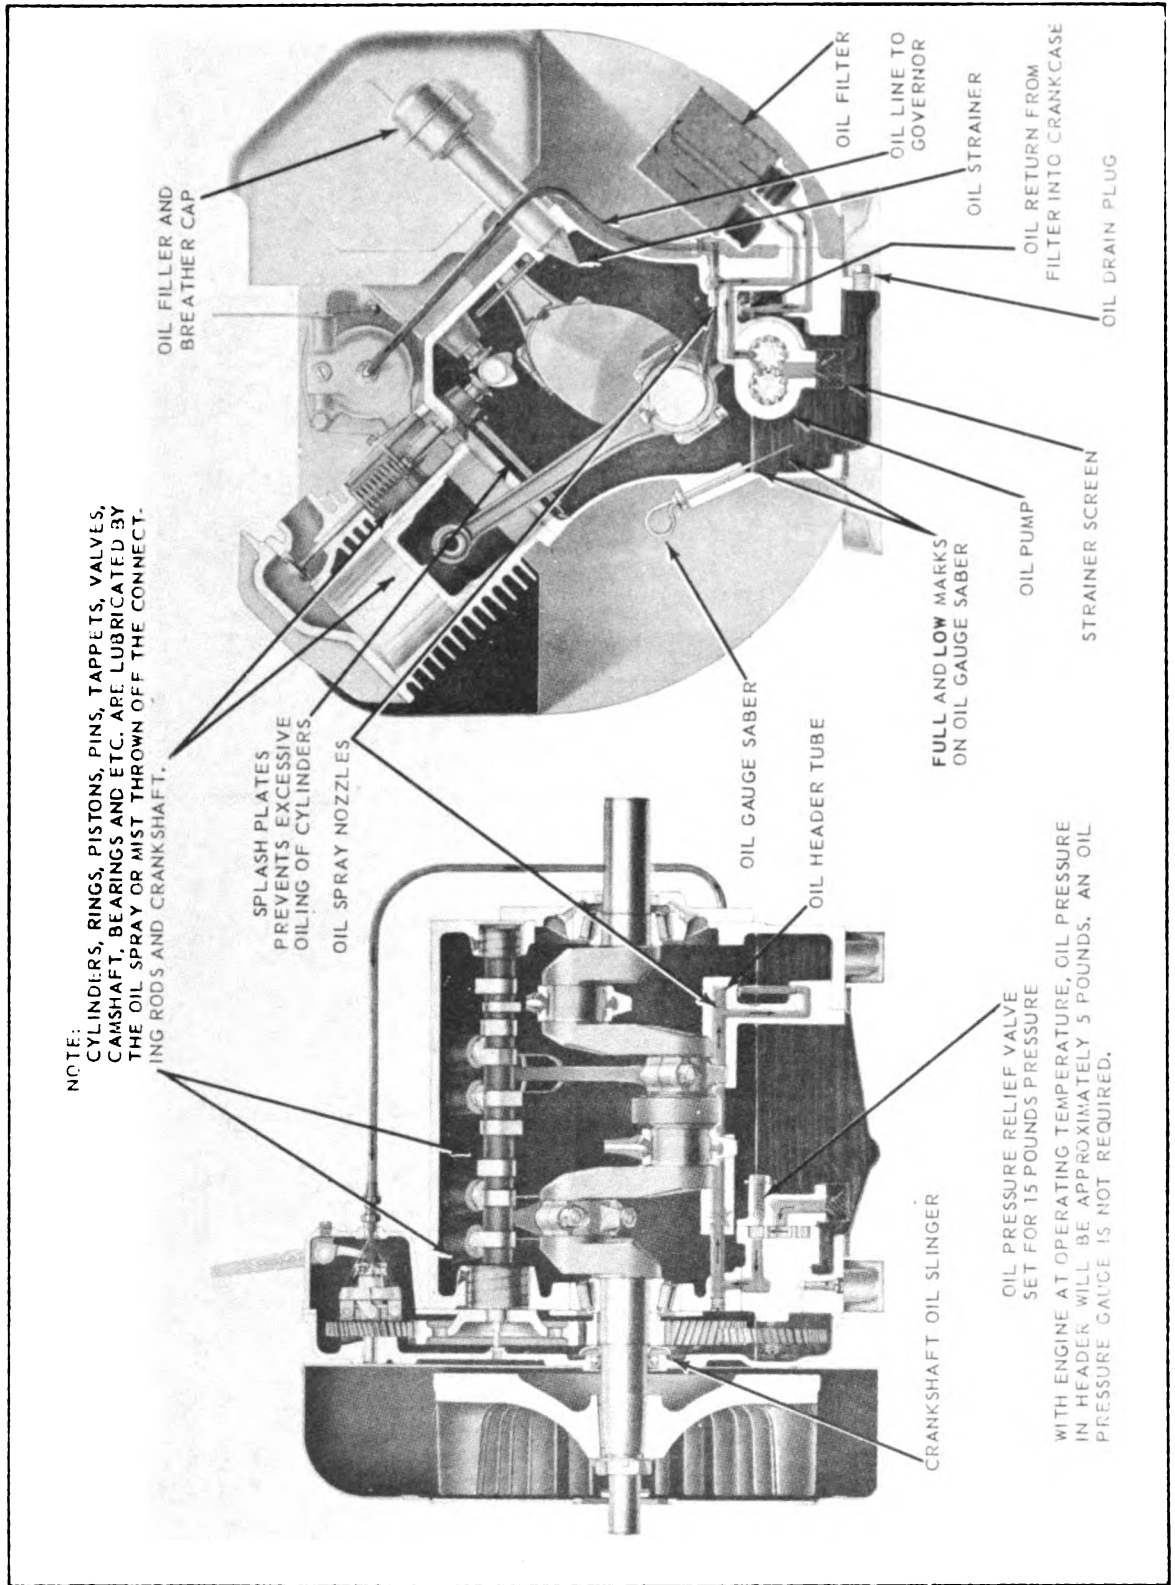 NOTE:
CYLINDERS, RINGS, PISTONS, PINS, TAPPETS, VALVES,
CAMSHAFT, BEARINGS AND ETC. ARE LUBRICATED BY
THE OIL SPRAY OR MIST THROWN OFF THE CONNECT-
ING RODS AND CRANKSHAFT.
OIL FILLER AND
BREATHER CAP
SPLASH PLATES
PREVENTS EXCESSIVE
OILING OF CYLINDERS
OIL SPRAY NOZZLES
OIL GAUGE SABER
OIL HEADER TUBE
OIL FILTER
OIL LINE TO
GOVERNOR
OIL STRAINER
OIL RETURN FROM
FILTER INTO CRANKCASE
OIL DRAIN PLUG
FULL AND LOW MARKS
ON OIL GAUGE SABER
OIL PUMP
STRAINER SCREEN
CRANKSHAFT OIL SLINGER
OIL PRESSURE RELIEF VALVE
SET FOR 15 POUNDS PRESSURE
WITH ENGINE AT OPERATING TEMPERATURE, OIL PRESSURE
IN HEADER WILL BE APPROXIMATELY 5 POUNDS. AN OIL
PRESSURE GAUGE IS NOT REQUIRED.